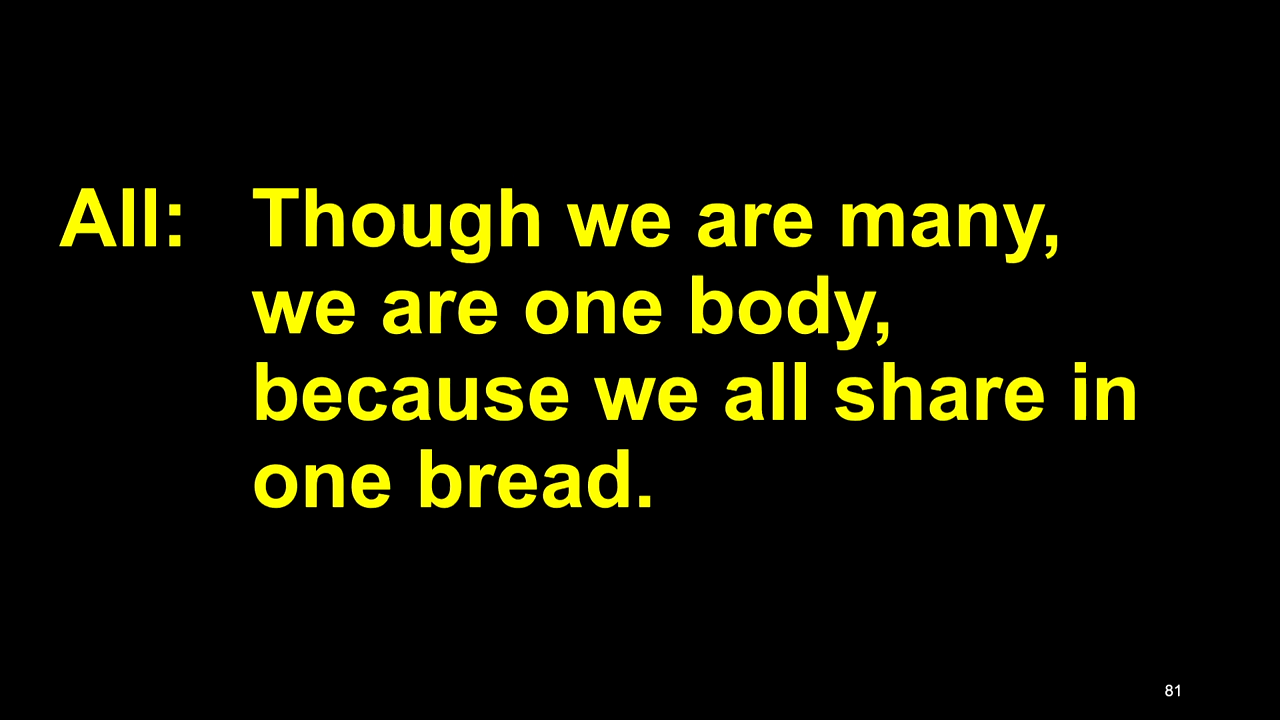 All: Though we are many,
we are one body,
because we all share in
one bread.
81